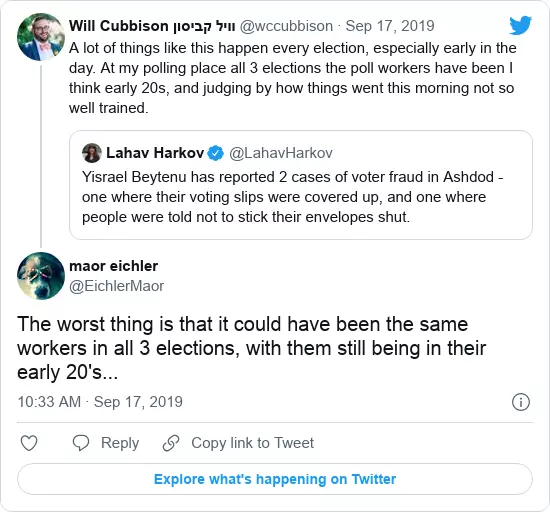 Will Cubbison וויל קביסון @wccubbison · Sep 17, 2019
A lot of things like this happen every election, especially early in the
day. At my polling place all 3 elections the poll workers have been I
think early 20s, and judging by how things went this morning not so
well trained.
Lahav Harkov @LahavHarkov
Yisrael Beytenu has reported 2 cases of voter fraud in Ashdod -
one where their voting slips were covered up, and one where
people were told not to stick their envelopes shut.
maor eichler
@EichlerMaor
The worst thing is that it could have been the same
workers in all 3 elections, with them still being in their
early 20's...
10:33 AM · Sep 17, 2019
Reply
Copy link to Tweet
Explore what's happening on Twitter